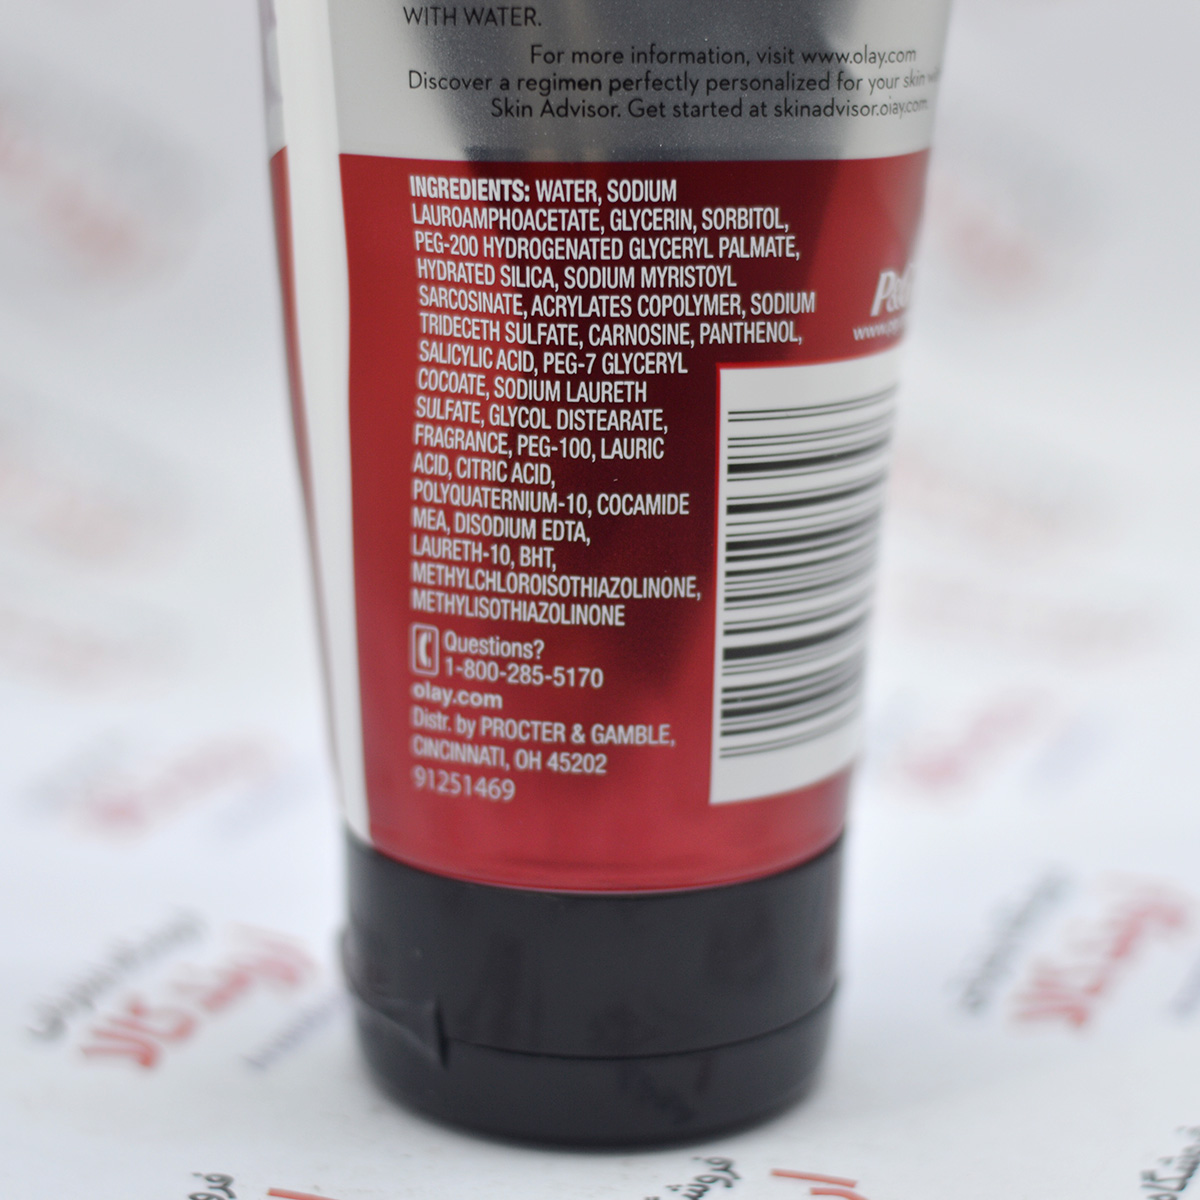 WITH WATER.
For more information, visit www.olay.com
Discover a regimen perfectly personalized for your skin
Skin Advisor. Get started at skinadvisor.olay.com.
INGREDIENTS: WATER, SODIUM
LAUROAMPHOACETATE, GLYCERIN, SORBITOL,
PEG-200 HYDROGENATED GLYCERYL PALMATE,
HYDRATED SILICA, SODIUM MYRISTOYL
SARCOSINATE, ACRYLATES COPOLYMER, SODIUM
TRIDECETH SULFATE, CARNOSINE, PANTHENOL,
SALICYLIC ACID, PEG-7 GLYCERYL
COCOATE, SODIUM LAURETH
SULFATE, GLYCOL DISTEARATE,
FRAGRANCE, PEG-100, LAURIC
ACID, CITRIC ACID,
POLYQUATERNIUM-10, COCAMIDE
MEA, DISODIUM EDTA,
LAURETH-10, BHT,
METHYLCHLOROISOTHIAZOLINONE,
METHYLISOTHIAZOLINONE
Questions?
1-800-285-5170
olay.com
Distr. by PROCTER & GAMBLE,
CINCINNATI, OH 45202
91251469
P&G